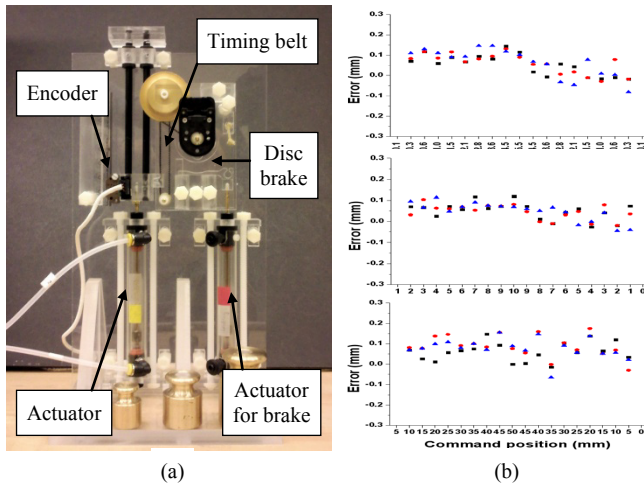 Timing belt
Encoder
Disc
brake
Actuator
Actuator
for brake
(a)
Error (mm)
0.3
0.2
0.1
0.0
-0.1
-0.2
0.3
Error (mm)
0.3
0.2
0.1
0.0
-0.1
-0.2
0.3
1 2 3 4 5 6 7 8 9 10 9 8 7 6 5 4 3 2 1 0
Error (mm)
0.3
0.2
0.1
0.0
-0.1
-0.2
0.3
5 10 15 20 25 30 35 40 45 50 45 40 35 30 25 20 15 10 5 0
Command position (mm)
(b)